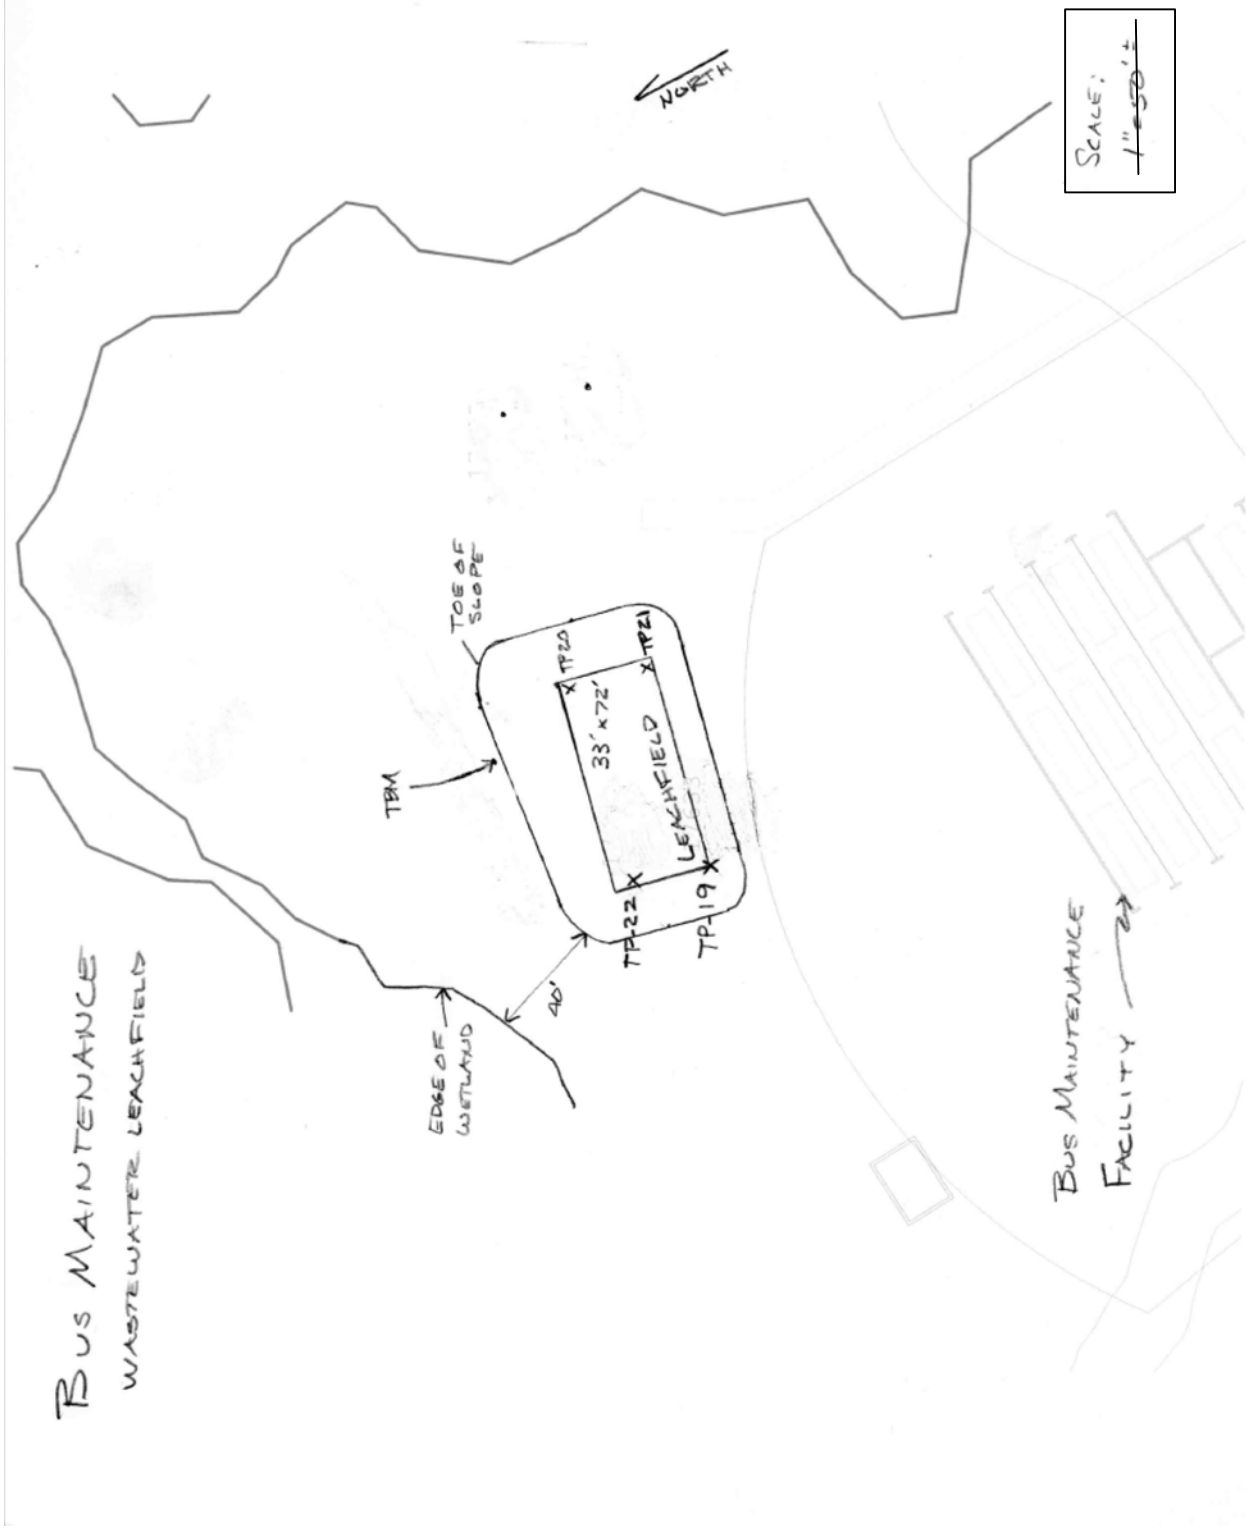 BUS MAINTENANCE
WASTEWATER LEACHFIELD
EDGE OF
WETLAND
40'
TBM
TOE OF
SLOPE
TP-22
TP-19
TP20
TP21
33' x 72'
LEACHFIELD
NORTH
BUS MAINTENANCE
FACILITY
SCALE:
1"=50'±